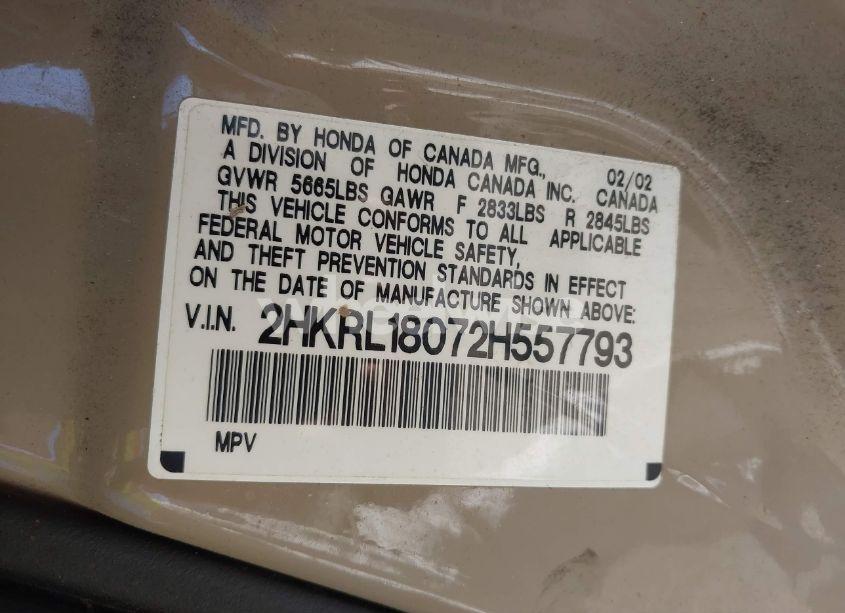 MFD. BY HONDA OF CANADA MFG., 02/02
A DIVISION OF HONDA CANADA INC. CANADA
GVWR 5665LBS GAWR F 2833LBS R 2845LBS
THIS VEHICLE CONFORMS TO ALL APPLICABLE
FEDERAL MOTOR VEHICLE SAFETY,
AND THEFT PREVENTION STANDARDS IN EFFECT
ON THE DATE OF MANUFACTURE SHOWN ABOVE:
V.I.N. 2HKRL18072H557793
MPV